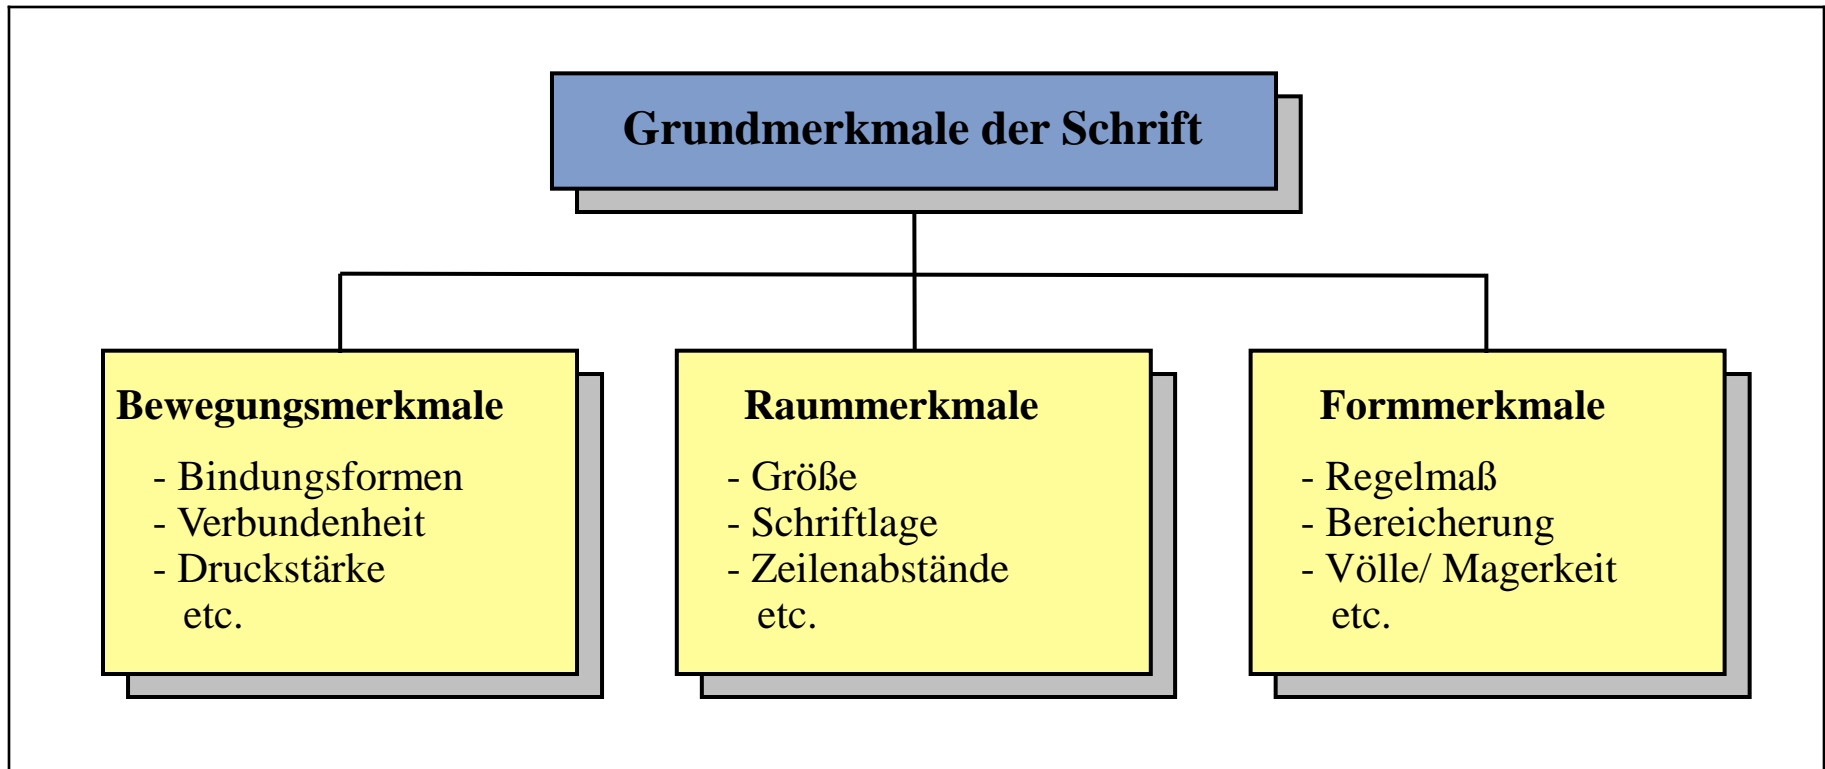 Grundmerkmale der Schrift
Bewegungsmerkmale
- Bindungsformen
- Verbundenheit
- Druckstärke
etc.
Raummerkmale
- Größe
- Schriftlage
- Zeilenabstände
etc.
Formmerkmale
- Regelmaß
- Bereicherung
- Völle/ Magerkeit
etc.